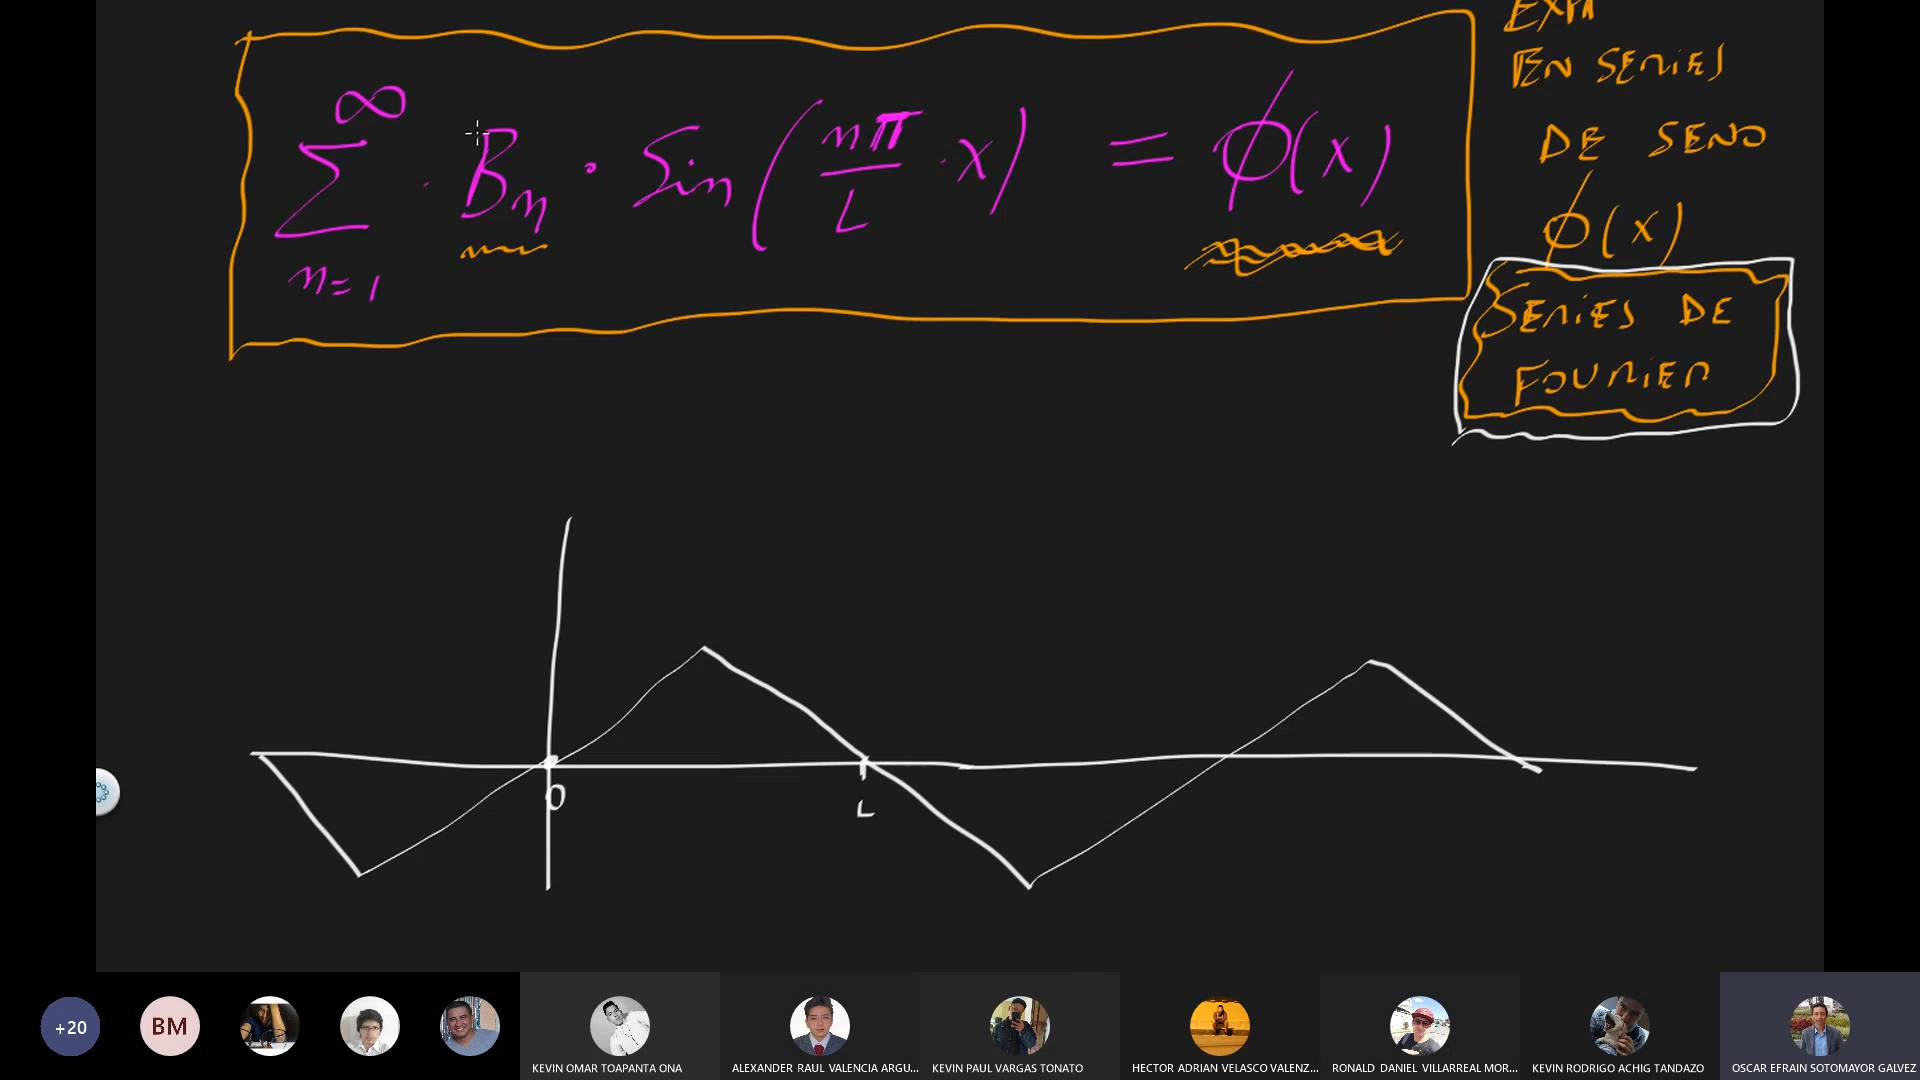 EXPA
EN SERIES
DE SENO
ϕ(x)
SERIES DE
FOURIER
∞
∑ · Bn · Sin(nπ/L · x) = ϕ(x)
n=1
0
L
+20
BM
KEVIN OMAR TOAPANTA ONA
ALEXANDER RAUL VALENCIA ARGU...
KEVIN PAUL VARGAS TONATO
HECTOR ADRIAN VELASCO VALENZ...
RONALD DANIEL VILLARREAL MOR...
KEVIN RODRIGO ACHIG TANDAZO
OSCAR EFRAIN SOTOMAYOR GALVEZ